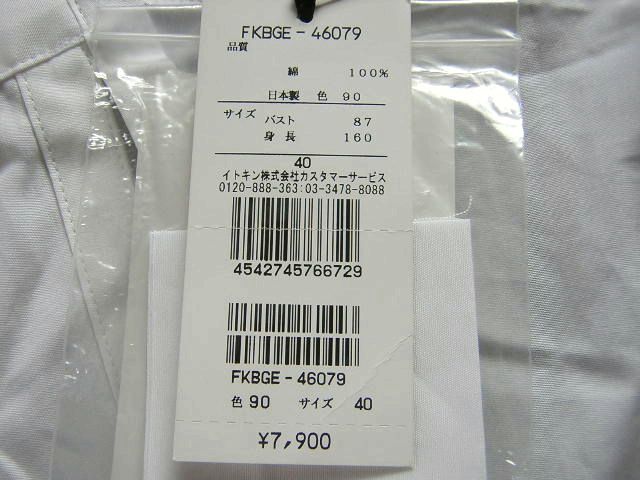 FKBGE-46079
品質
綿 100%
日本製 色 90
サイズ バスト 87
身長 160
40
イトキン株式会社カスタマーサービス
0120-888-363:03-3478-8088
4542745766729
FKBGE-46079
色90 サイズ 40
¥7,900